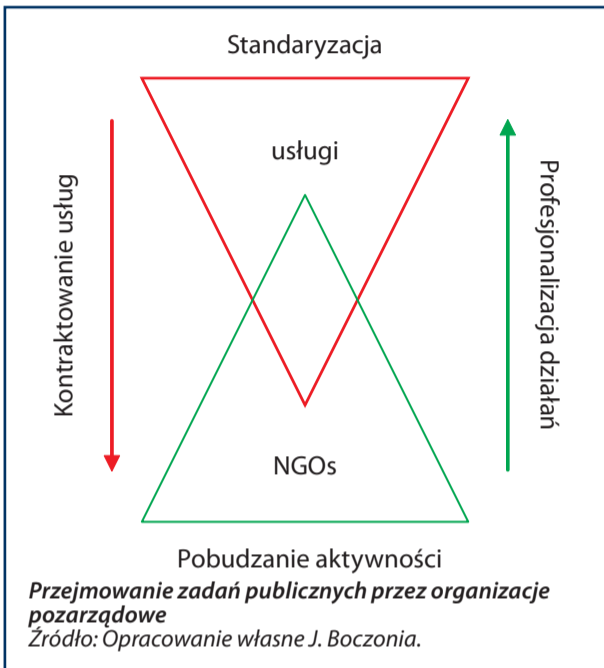 Standaryzacja
usługi
Kontraktowanie usług
Profesjonalizacja działań
NGOs
Pobudzanie aktywności
Przejmowanie zadań publicznych przez organizacje
pozarządowe
Źródło: Opracowanie własne J. Boczonia.